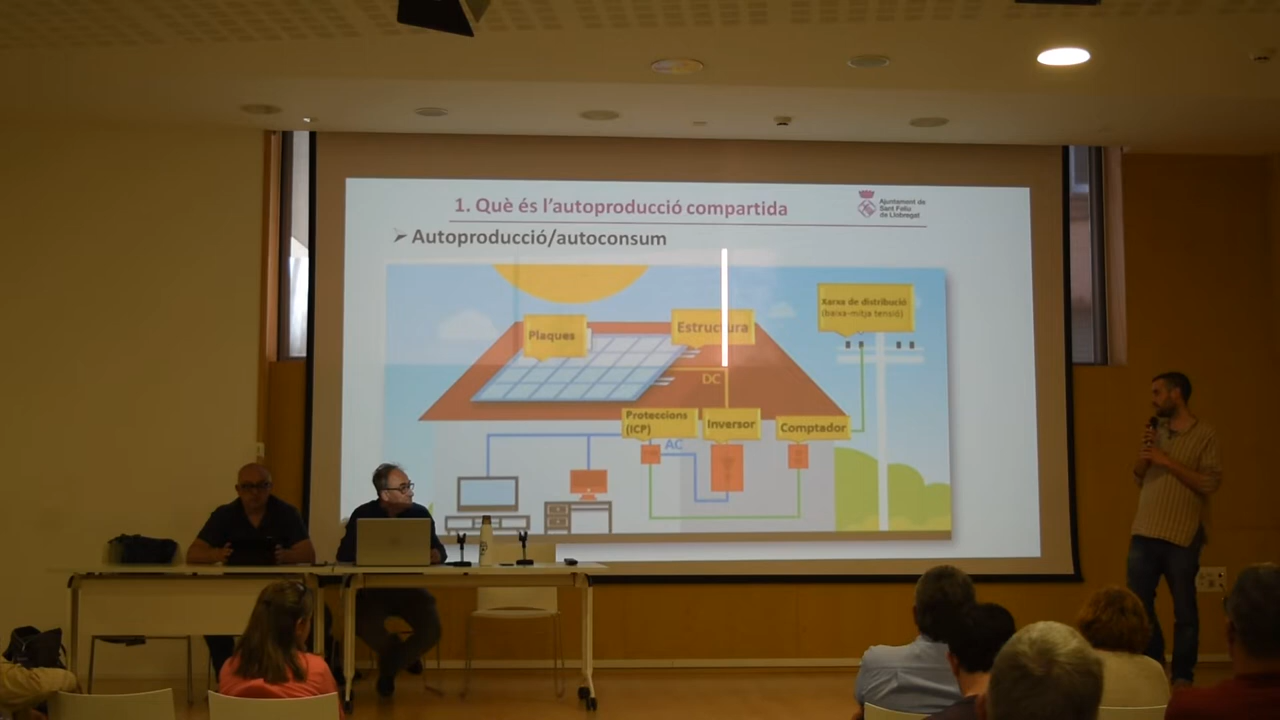 1. Què és l'autoproducció compartida
Ajuntament de
Sant Feliu
de Llobregat
➢ Autoproducció/autoconsum
Xarxa de distribució
(baixa-mitja tensió)
Plaques
Estructura
DC
Proteccions
(ICP)
Inversor
Comptador
AC